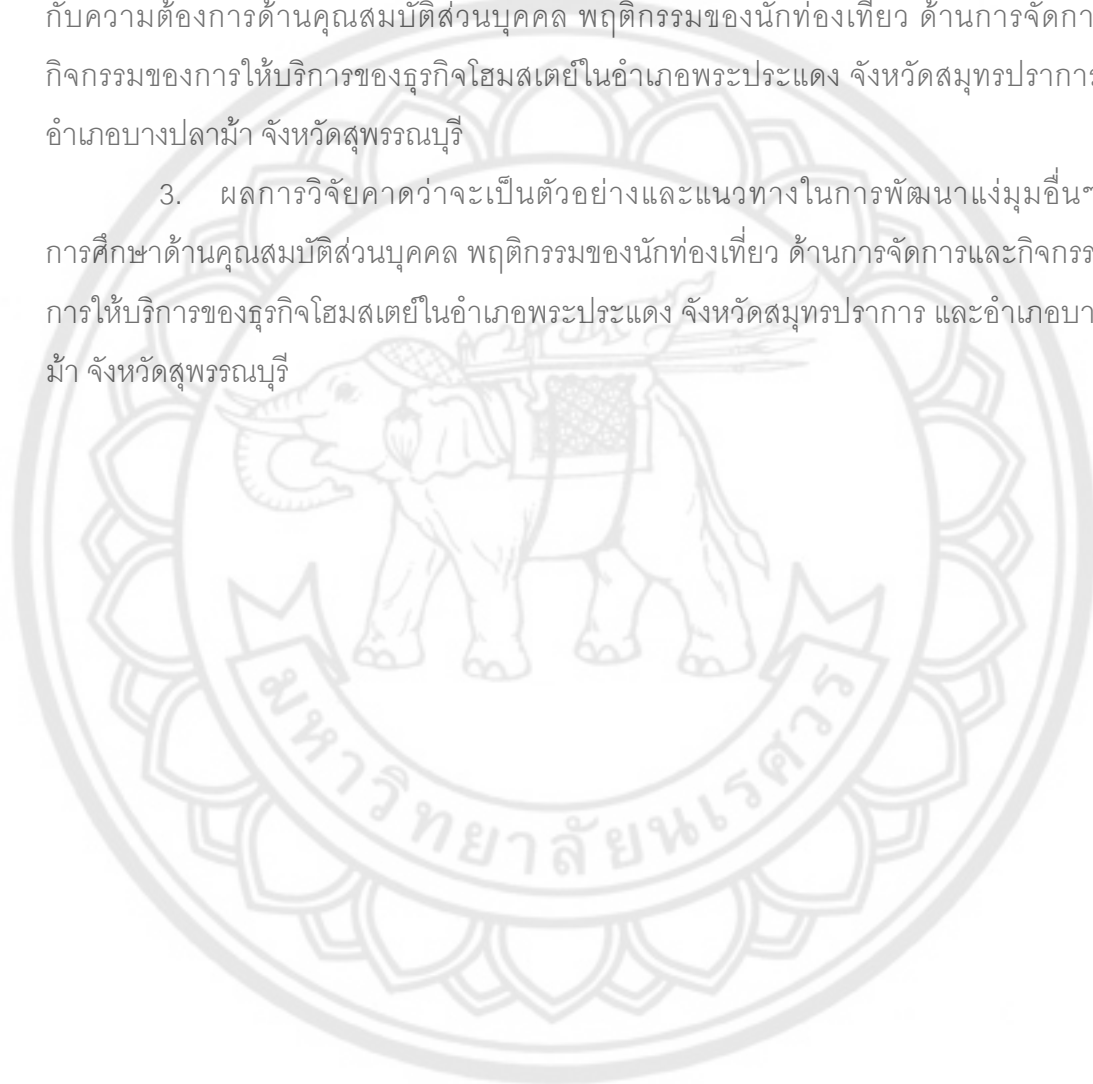 กับความต้องการด้านคุณสมบัติส่วนบุคคล พฤติกรรมของนักท่องเที่ยว ด้านการจัดกา
กิจกรรมของการให้บริการของธุรกิจโฮมสเตย์ในอำเภอพระประแดง จังหวัดสมุทรปราการ
อำเภอบางปลาม้า จังหวัดสุพรรณบุรี
3. ผลการวิจัยคาดว่าจะเป็นตัวอย่างและแนวทางในการพัฒนาแง่มุมอื่นๆ
การศึกษาด้านคุณสมบัติส่วนบุคคล พฤติกรรมของนักท่องเที่ยว ด้านการจัดการและกิจกรร
การให้บริการของธุรกิจโฮมสเตย์ในอำเภอพระประแดง จังหวัดสมุทรปราการ และอำเภอบา
ม้า จังหวัดสุพรรณบุรี
มหาวิทยาลัยนเรศวร